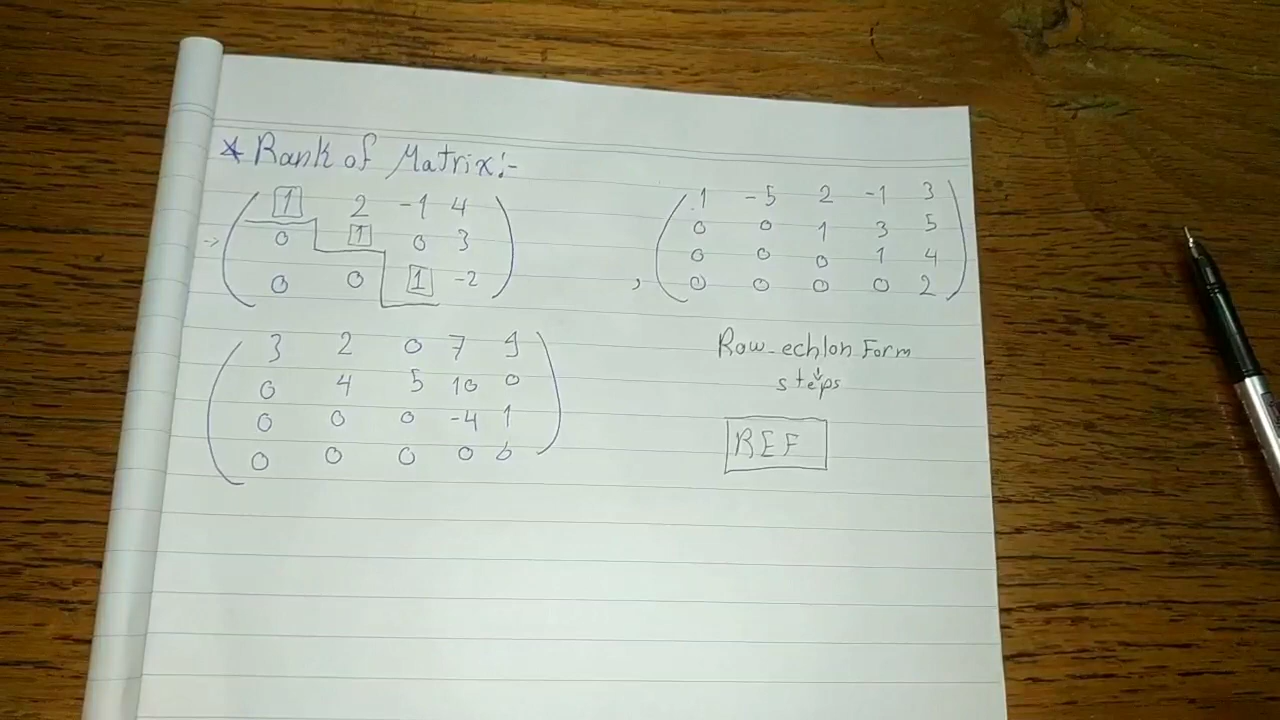 * Rank of Matrix:-
1 2 -1 4
→ 0 1 0 3
0 0 1 -2
, 1 -5 2 -1 3
0 0 1 3 5
0 0 0 1 4
0 0 0 0 2
3 2 0 7 9
0 4 5 10 0
0 0 0 -4 1
0 0 0 0 6
Row-echlon Form
steps
REF